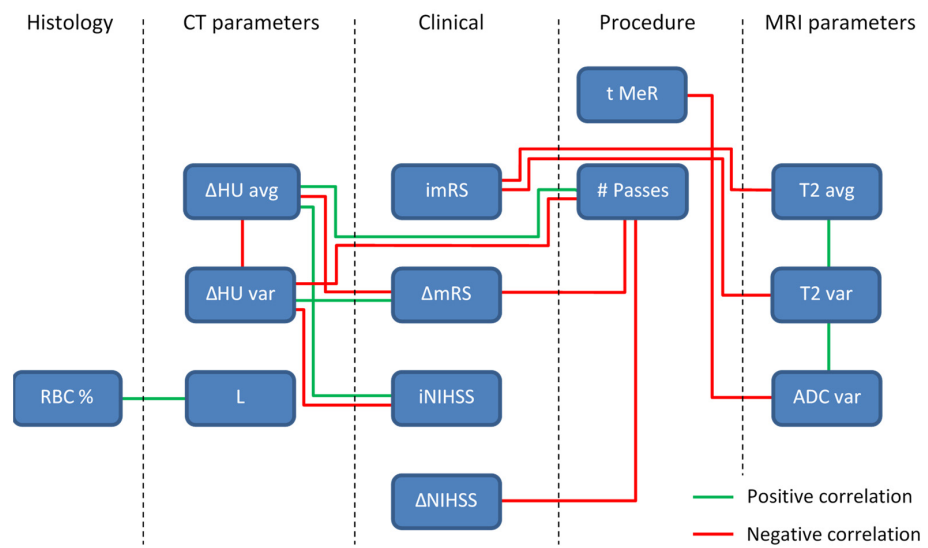 Histology
CT parameters
Clinical
Procedure
MRI parameters
t MeR
ΔHU avg
imRS
# Passes
T2 avg
ΔHU var
ΔmRS
T2 var
RBC %
L
iNIHSS
ADC var
ΔNIHSS
Positive correlation
Negative correlation